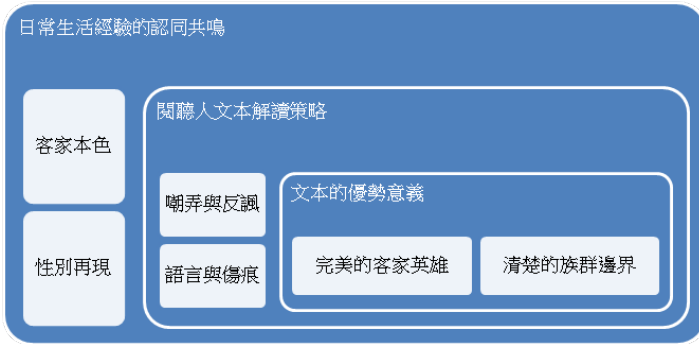 日常生活經驗的認同共鳴
客家本色
性別再現
閱聽人文本解讀策略
嘲弄與反諷
語言與傷痕
文本的優勢意義
完美的客家英雄
清楚的族群邊界